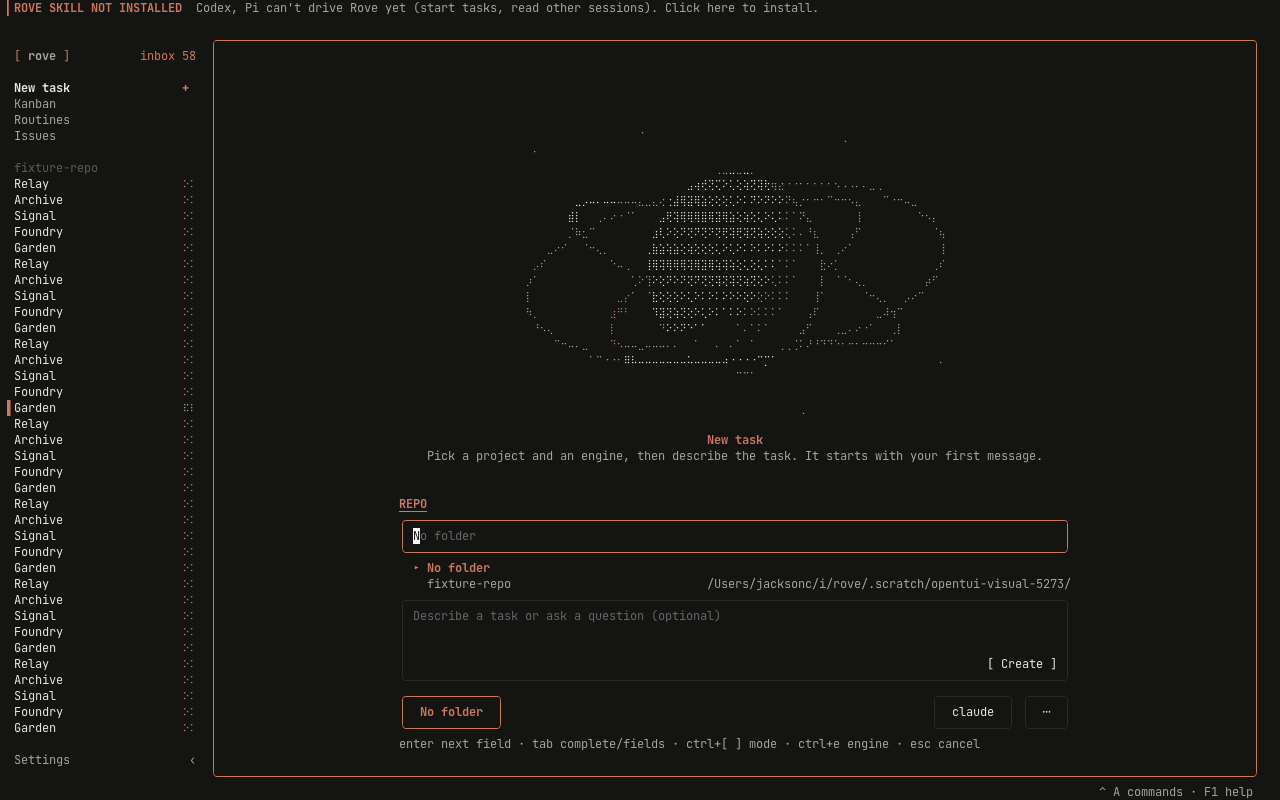 ROVE SKILL NOT INSTALLED Codex, Pi can't drive Rove yet (start tasks, read other sessions). Click here to install.
[ rove ] inbox 58
New task +
Kanban
Routines
Issues
fixture-repo
Relay
Archive
Signal
Foundry
Garden
Relay
Archive
Signal
Foundry
Garden
Relay
Archive
Signal
Foundry
Garden
Relay
Archive
Signal
Foundry
Garden
Relay
Archive
Signal
Foundry
Garden
Relay
Archive
Signal
Foundry
Garden
Relay
Archive
Signal
Foundry
Garden
Settings ‹
New task
Pick a project and an engine, then describe the task. It starts with your first message.
REPO
No folder
▸ No folder
fixture-repo /Users/jacksonc/i/rove/.scratch/opentui-visual-5273/
Describe a task or ask a question (optional)
[ Create ]
No folder claude ⋯
enter next field · tab complete/fields · ctrl+[ ] mode · ctrl+e engine · esc cancel
^ A commands · F1 help